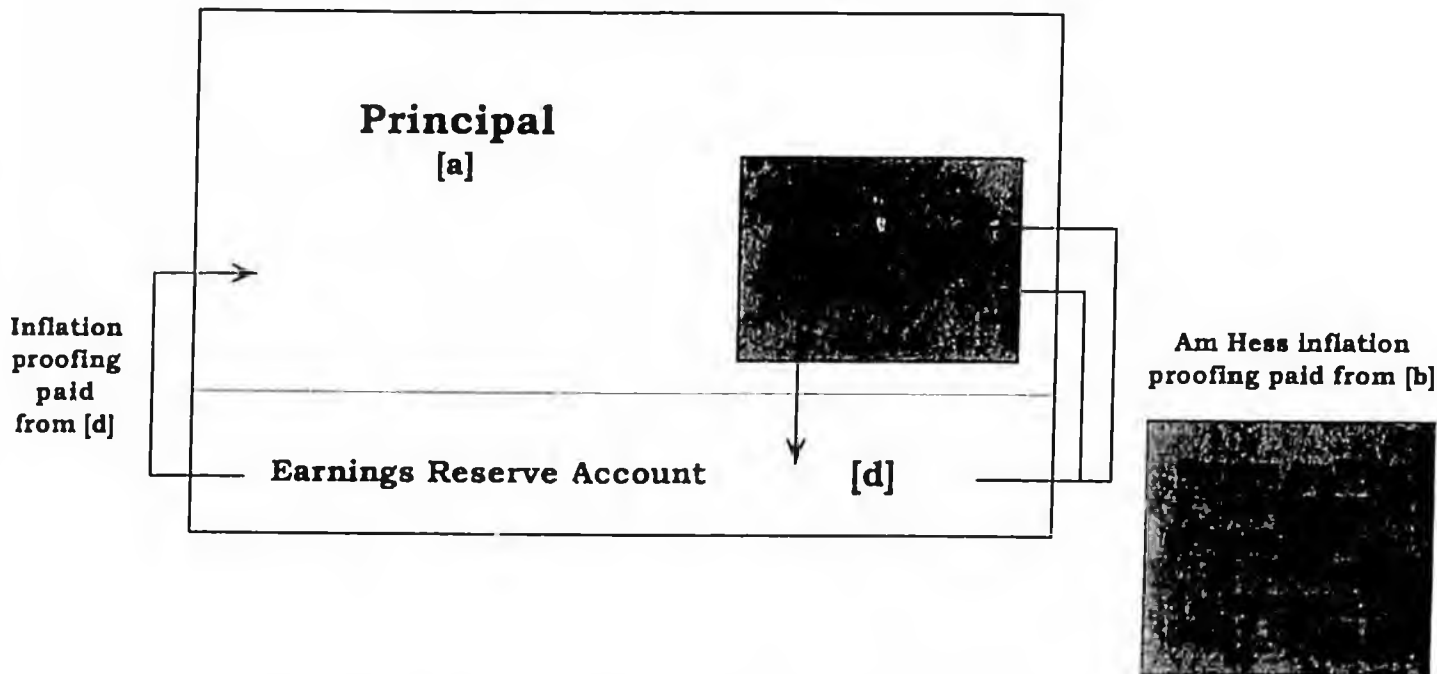 Principal
[a]
Inflation
proofing
paid
from [d]
Am Hess inflation
proofing paid from [b]
Earnings Reserve Account [d]